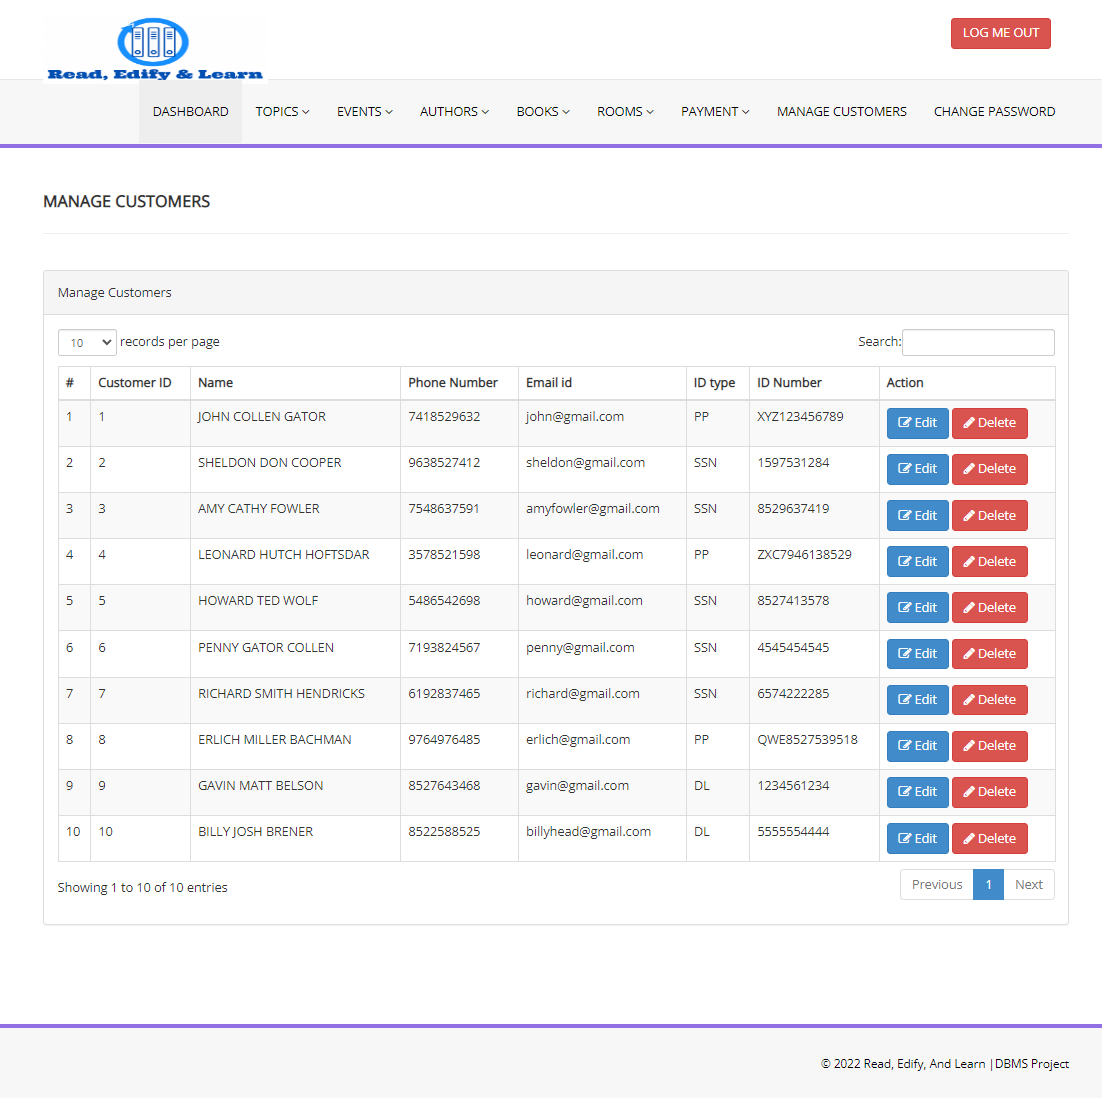 LOG ME OUT
Read, Edify & Learn
DASHBOARD TOPICS EVENTS AUTHORS BOOKS ROOMS PAYMENT MANAGE CUSTOMERS CHANGE PASSWORD
MANAGE CUSTOMERS
Manage Customers
10 records per page Search:
# Customer ID Name Phone Number Email id ID type ID Number Action
1 1 JOHN COLLEN GATOR 7418529632 john@gmail.com PP XYZ123456789 Edit Delete
2 2 SHELDON DON COOPER 9638527412 sheldon@gmail.com SSN 1597531284 Edit Delete
3 3 AMY CATHY FOWLER 7548637591 amyfowler@gmail.com SSN 8529637419 Edit Delete
4 4 LEONARD HUTCH HOFTSDAR 3578521598 leonard@gmail.com PP ZXC7946138529 Edit Delete
5 5 HOWARD TED WOLF 5486542698 howard@gmail.com SSN 8527413578 Edit Delete
6 6 PENNY GATOR COLLEN 7193824567 penny@gmail.com SSN 4545454545 Edit Delete
7 7 RICHARD SMITH HENDRICKS 6192837465 richard@gmail.com SSN 6574222285 Edit Delete
8 8 ERLICH MILLER BACHMAN 9764976485 erlich@gmail.com PP QWE8527539518 Edit Delete
9 9 GAVIN MATT BELSON 8527643468 gavin@gmail.com DL 1234561234 Edit Delete
10 10 BILLY JOSH BRENER 8522588525 billyhead@gmail.com DL 5555554444 Edit Delete
Showing 1 to 10 of 10 entries Previous 1 Next
© 2022 Read, Edify, And Learn |DBMS Project